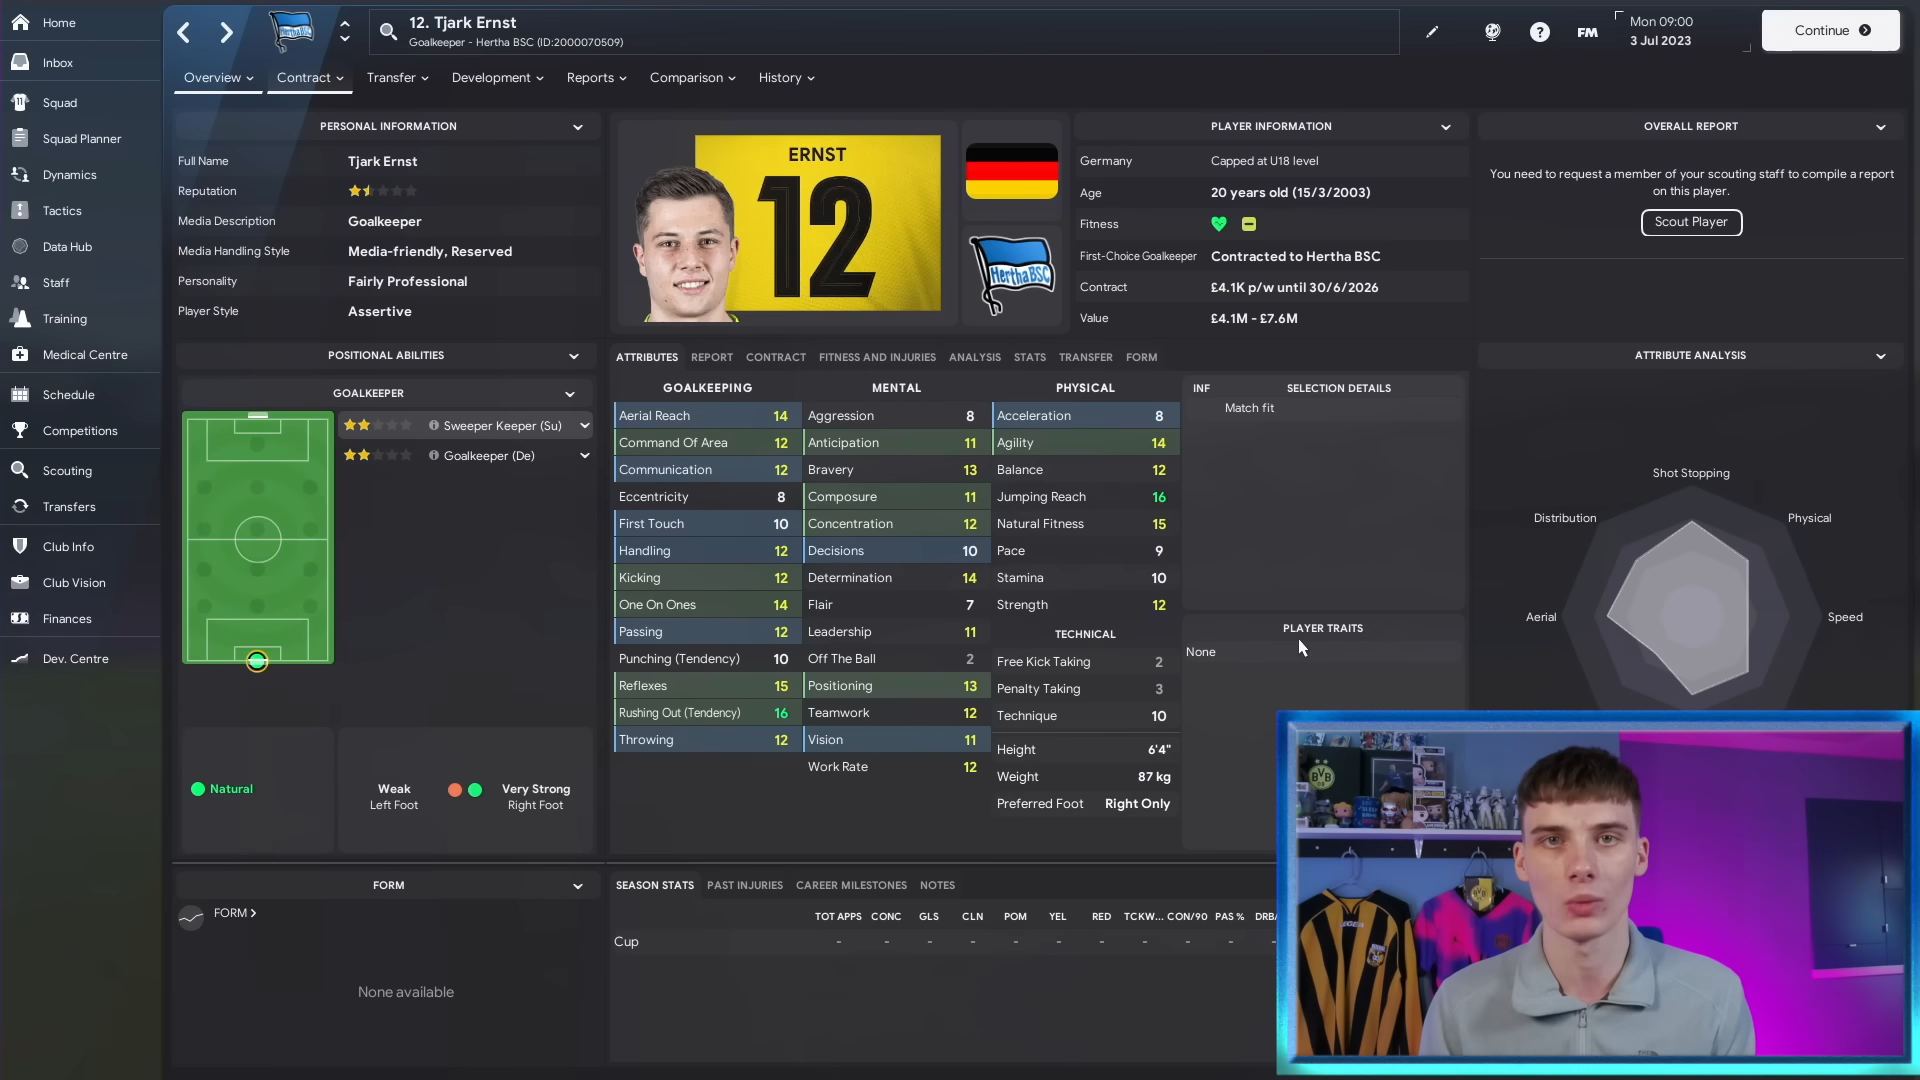 Home
Inbox
Squad
Squad Planner
Dynamics
Tactics
Data Hub
Staff
Training
Medical Centre
Schedule
Competitions
Scouting
Transfers
Club Info
Club Vision
Finances
Dev. Centre
Hertha BSC
12. Tjark Ernst
Goalkeeper - Hertha BSC (ID:2000070509)
?
FM
Mon 09:00
3 Jul 2023
Continue
Overview
Contract
Transfer
Development
Reports
Comparison
History
PERSONAL INFORMATION
Full Name Tjark Ernst
Reputation
Media Description Goalkeeper
Media Handling Style Media-friendly, Reserved
Personality Fairly Professional
Player Style Assertive
ERNST
12
Hertha BSC
PLAYER INFORMATION
Germany Capped at U18 level
Age 20 years old (15/3/2003)
Fitness
First-Choice Goalkeeper Contracted to Hertha BSC
Contract £4.1K p/w until 30/6/2026
Value £4.1M - £7.6M
OVERALL REPORT
You need to request a member of your scouting staff to compile a report
on this player.
Scout Player
POSITIONAL ABILITIES
GOALKEEPER
Sweeper Keeper (Su)
Goalkeeper (De)
Natural
Weak
Left Foot
Very Strong
Right Foot
ATTRIBUTES REPORT CONTRACT FITNESS AND INJURIES ANALYSIS STATS TRANSFER FORM
GOALKEEPING
Aerial Reach 14
Command Of Area 12
Communication 12
Eccentricity 8
First Touch 10
Handling 12
Kicking 12
One On Ones 14
Passing 12
Punching (Tendency) 10
Reflexes 15
Rushing Out (Tendency) 16
Throwing 12
MENTAL
Aggression 8
Anticipation 11
Bravery 13
Composure 11
Concentration 12
Decisions 10
Determination 14
Flair 7
Leadership 11
Off The Ball 2
Positioning 13
Teamwork 12
Vision 11
Work Rate 12
PHYSICAL
Acceleration 8
Agility 14
Balance 12
Jumping Reach 16
Natural Fitness 15
Pace 9
Stamina 10
Strength 12
TECHNICAL
Free Kick Taking 2
Penalty Taking 3
Technique 10
Height 6'4"
Weight 87 kg
Preferred Foot Right Only
INF SELECTION DETAILS
Match fit
PLAYER TRAITS
None
ATTRIBUTE ANALYSIS
Shot Stopping
Distribution
Physical
Aerial
Speed
FORM
FORM
None available
SEASON STATS PAST INJURIES CAREER MILESTONES NOTES
TOT APPS CONC GLS CLN POM YEL RED TCKW... CON/90 PAS % DRB/
Cup - - - - - - - - - - -
BVB
09
LEGEA
BVB
09